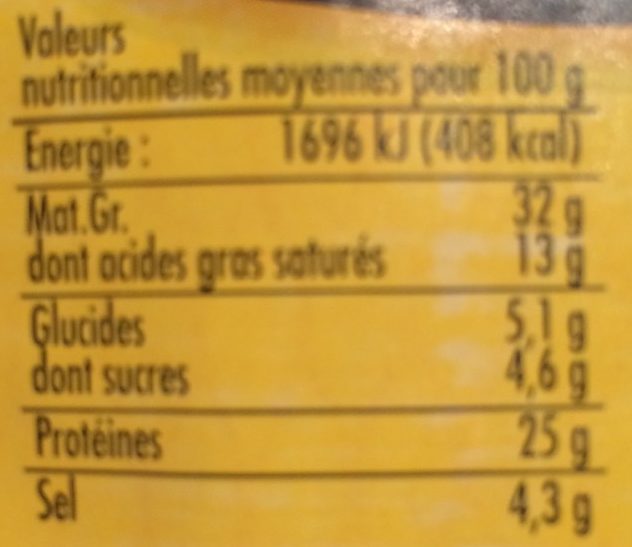 Valeurs
nutritionnelles moyennes pour 100 g
Energie : 1696 kJ (408 kcal)
Mat.Gr. 32 g
dont acides gras saturés 13 g
Glucides 5,1 g
dont sucres 4,6 g
Protéines 25 g
Sel 4,3 g